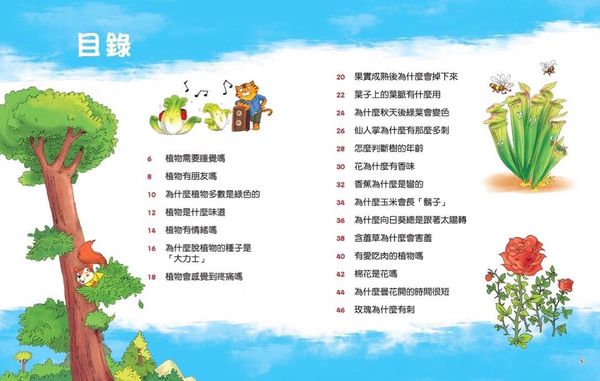 目錄
6 植物需要睡覺嗎
8 植物有朋友嗎
10 為什麼植物多數是綠色的
12 植物是什麼味道
14 植物有情緒嗎
16 為什麼說植物的種子是
「大力士」
18 植物會感覺到疼痛嗎
20 果實成熟後為什麼會掉下來
22 葉子上的葉脈有什麼用
24 為什麼秋天後綠葉會變色
26 仙人掌為什麼有那麼多刺
28 怎麼判斷樹的年齡
30 花為什麼有香味
32 香蕉為什麼是彎的
34 為什麼玉米會長「鬍子」
36 為什麼向日葵總是跟著太陽轉
38 含羞草為什麼會害羞
40 有愛吃肉的植物嗎
42 棉花是花嗎
44 為什麼曇花開的時間很短
46 玫瑰為什麼有刺
5